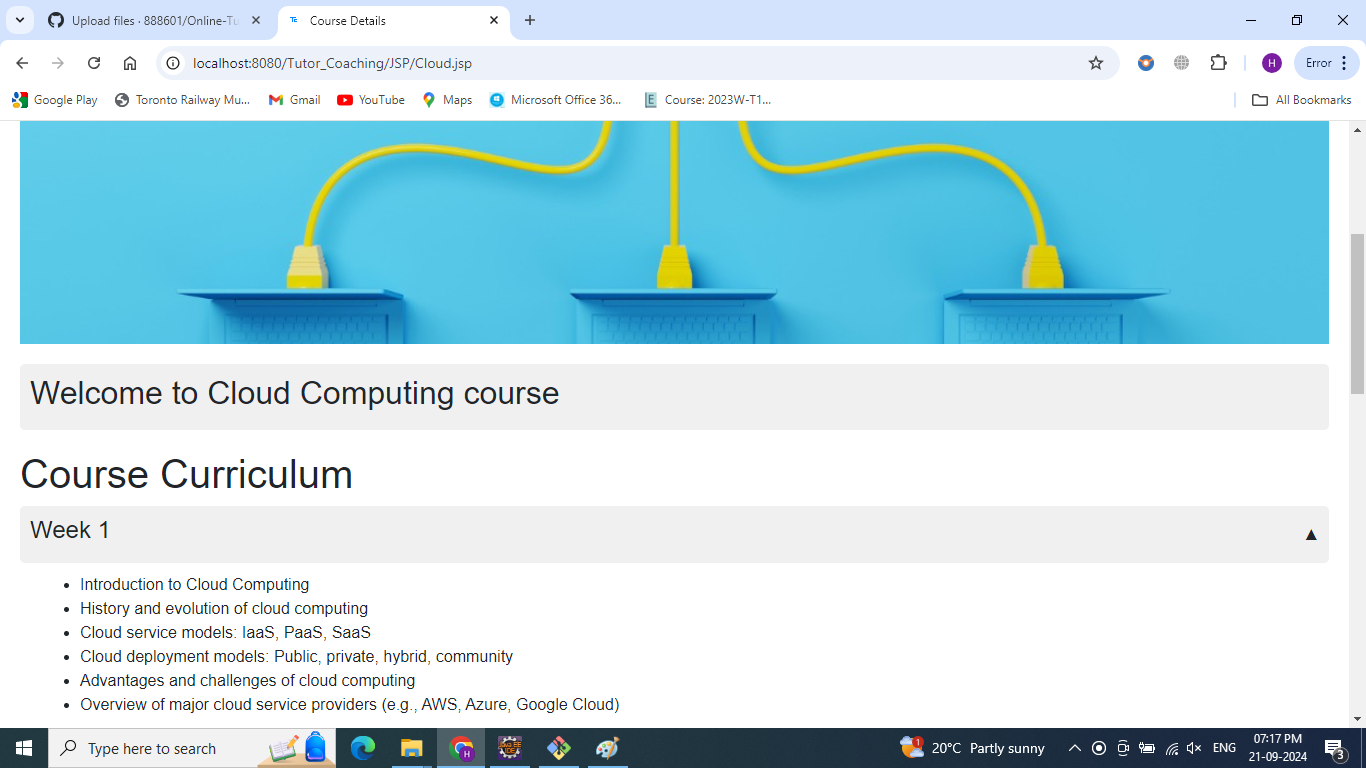 Upload files · 888601/Online-Tu
Course Details
localhost:8080/Tutor_Coaching/JSP/Cloud.jsp
H
Error
Google Play
Toronto Railway Mu...
Gmail
YouTube
Maps
Microsoft Office 36...
Course: 2023W-T1...
All Bookmarks
Welcome to Cloud Computing course
Course Curriculum
Week 1
Introduction to Cloud Computing
History and evolution of cloud computing
Cloud service models: IaaS, PaaS, SaaS
Cloud deployment models: Public, private, hybrid, community
Advantages and challenges of cloud computing
Overview of major cloud service providers (e.g., AWS, Azure, Google Cloud)
Type here to search
H
1
20°C Partly sunny
ENG
07:17 PM
21-09-2024
3